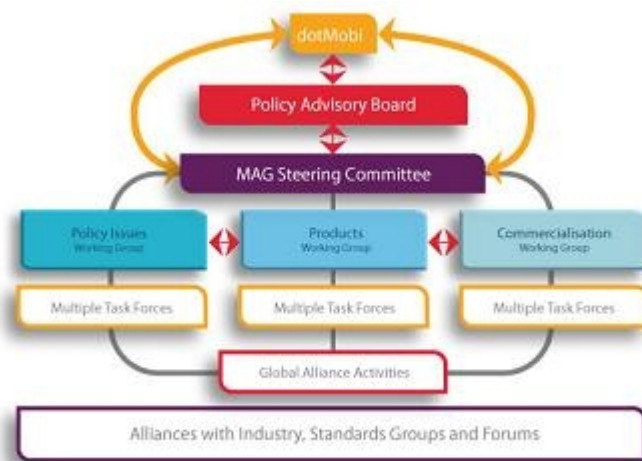 dotMobi
Policy Advisory Board
MAG Steering Committee
Policy Issues
Working Group
Products
Working Group
Commercialisation
Working Group
Multiple Task Forces
Multiple Task Forces
Multiple Task Forces
Global Alliance Activities
Alliances with Industry, Standards Groups and Forums